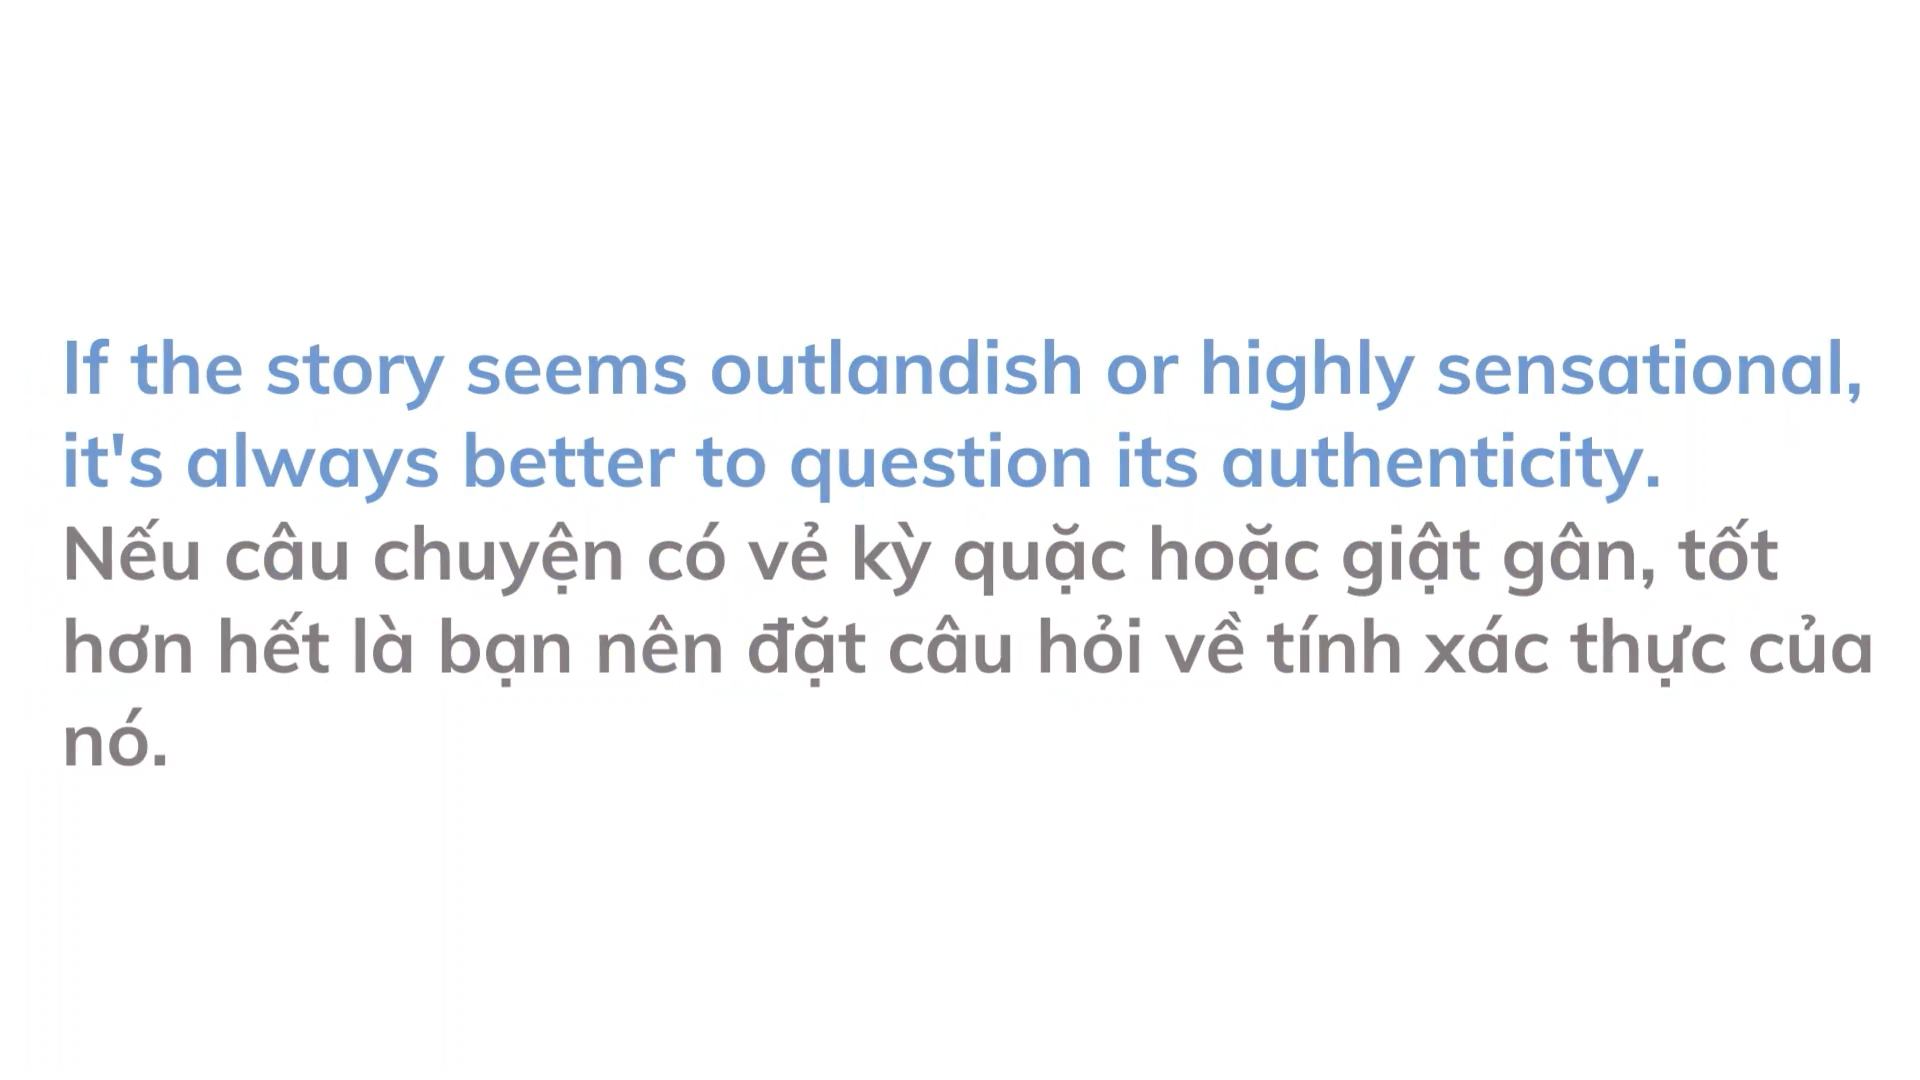 If the story seems outlandish or highly sensational,
it's always better to question its authenticity.
Nếu câu chuyện có vẻ kỳ quặc hoặc giật gân, tốt
hơn hết là bạn nên đặt câu hỏi về tính xác thực của
nó.